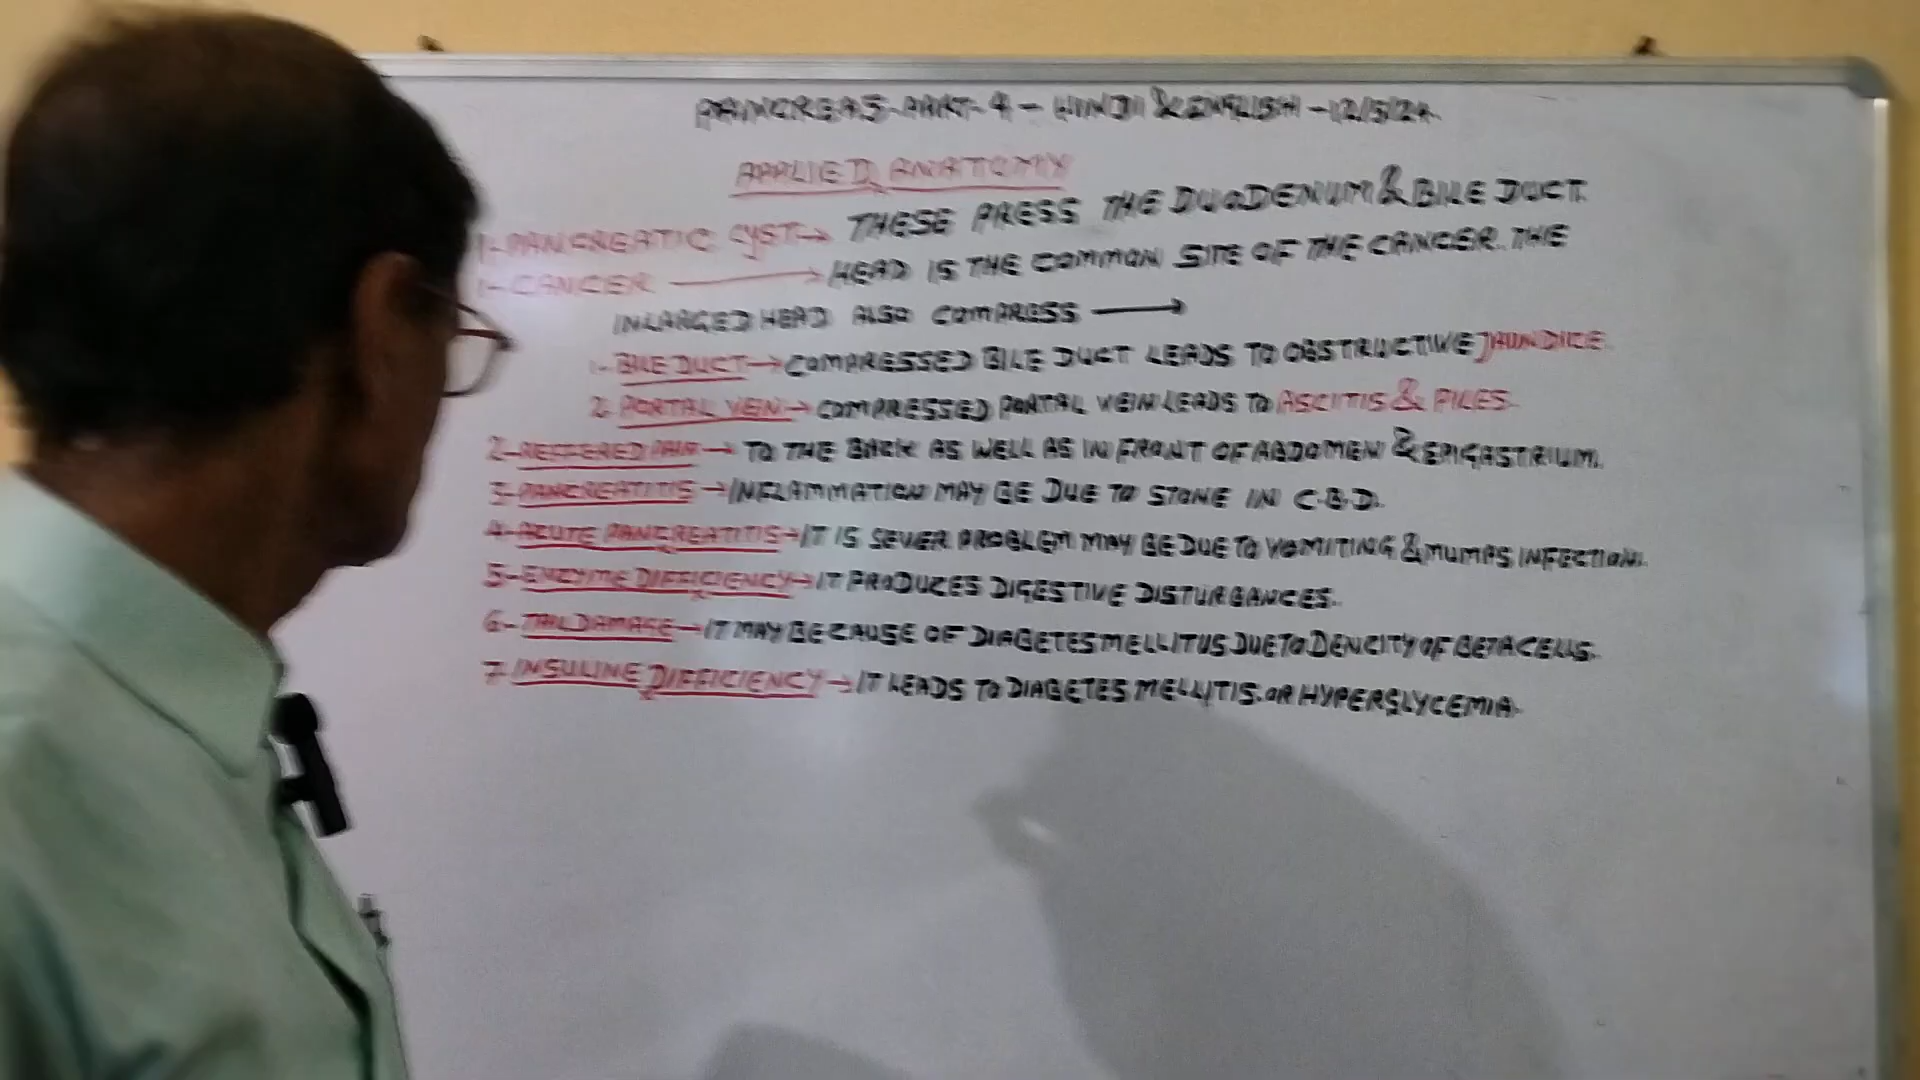 PANCREAS-PART-4 - HINDI & ENGLISH - 12/5/24
APPLIED ANATOMY
1-PANCREATIC CYST→ THESE PRESS THE DUODENUM & BILE DUCT.
1-CANCER → HEAD IS THE COMMON SITE OF THE CANCER. THE
INLARGED HEAD ALSO COMPRESS →
1-BILE DUCT→COMPRESSED BILE DUCT LEADS TO OBSTRUCTIVE JAUNDICE.
2-PORTAL VEIN→COMPRESSED PORTAL VEIN LEADS TO ASCITIS & PILES.
2-REFFERED PAIN→ TO THE BACK AS WELL AS IN FRONT OF ABDOMEN & EPIGASTRIUM.
3-PANCREATITIS→INFLAMMATION MAY BE DUE TO STONE IN C.B.D.
4-ACUTE PANCREATITIS→IT IS SEVER PROBLEM MAY BE DUE TO VOMITING & MUMPS INFECTION.
5-ENZYME DIFFICIENCY→IT PRODUCES DIGESTIVE DISTURBANCES.
6-TAIL DAMAGE→IT MAY BE CAUSE OF DIABETES MELLITUS DUE TO DENCITY OF BETA CELLS.
7-INSULINE DIFFICIENCY→IT LEADS TO DIABETES MELLITIS. OR HYPERGLYCEMIA.